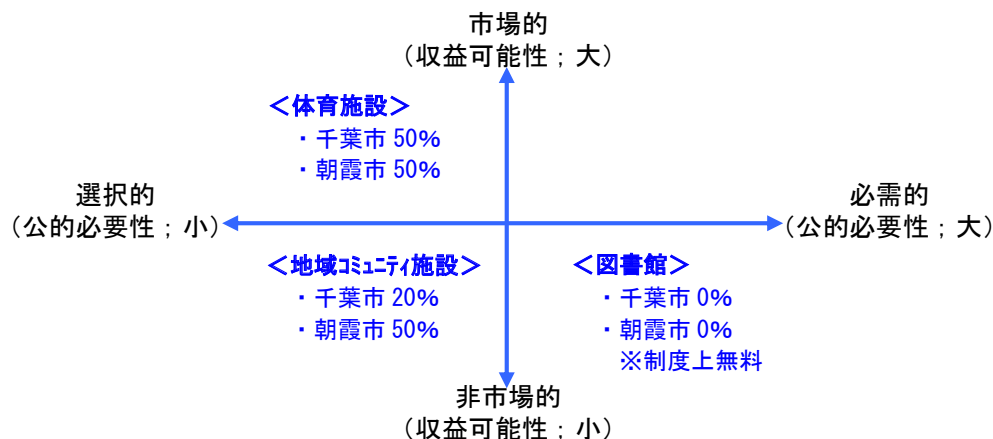 市場的
（収益可能性；大）
＜体育施設＞
・千葉市 50%
・朝霞市 50%
選択的
（公的必要性；小）
必需的
（公的必要性；大）
＜地域ｺﾐｭﾆﾃｨ施設＞
・千葉市 20%
・朝霞市 50%
＜図書館＞
・千葉市 0%
・朝霞市 0%
※制度上無料
非市場的
（収益可能性；小）